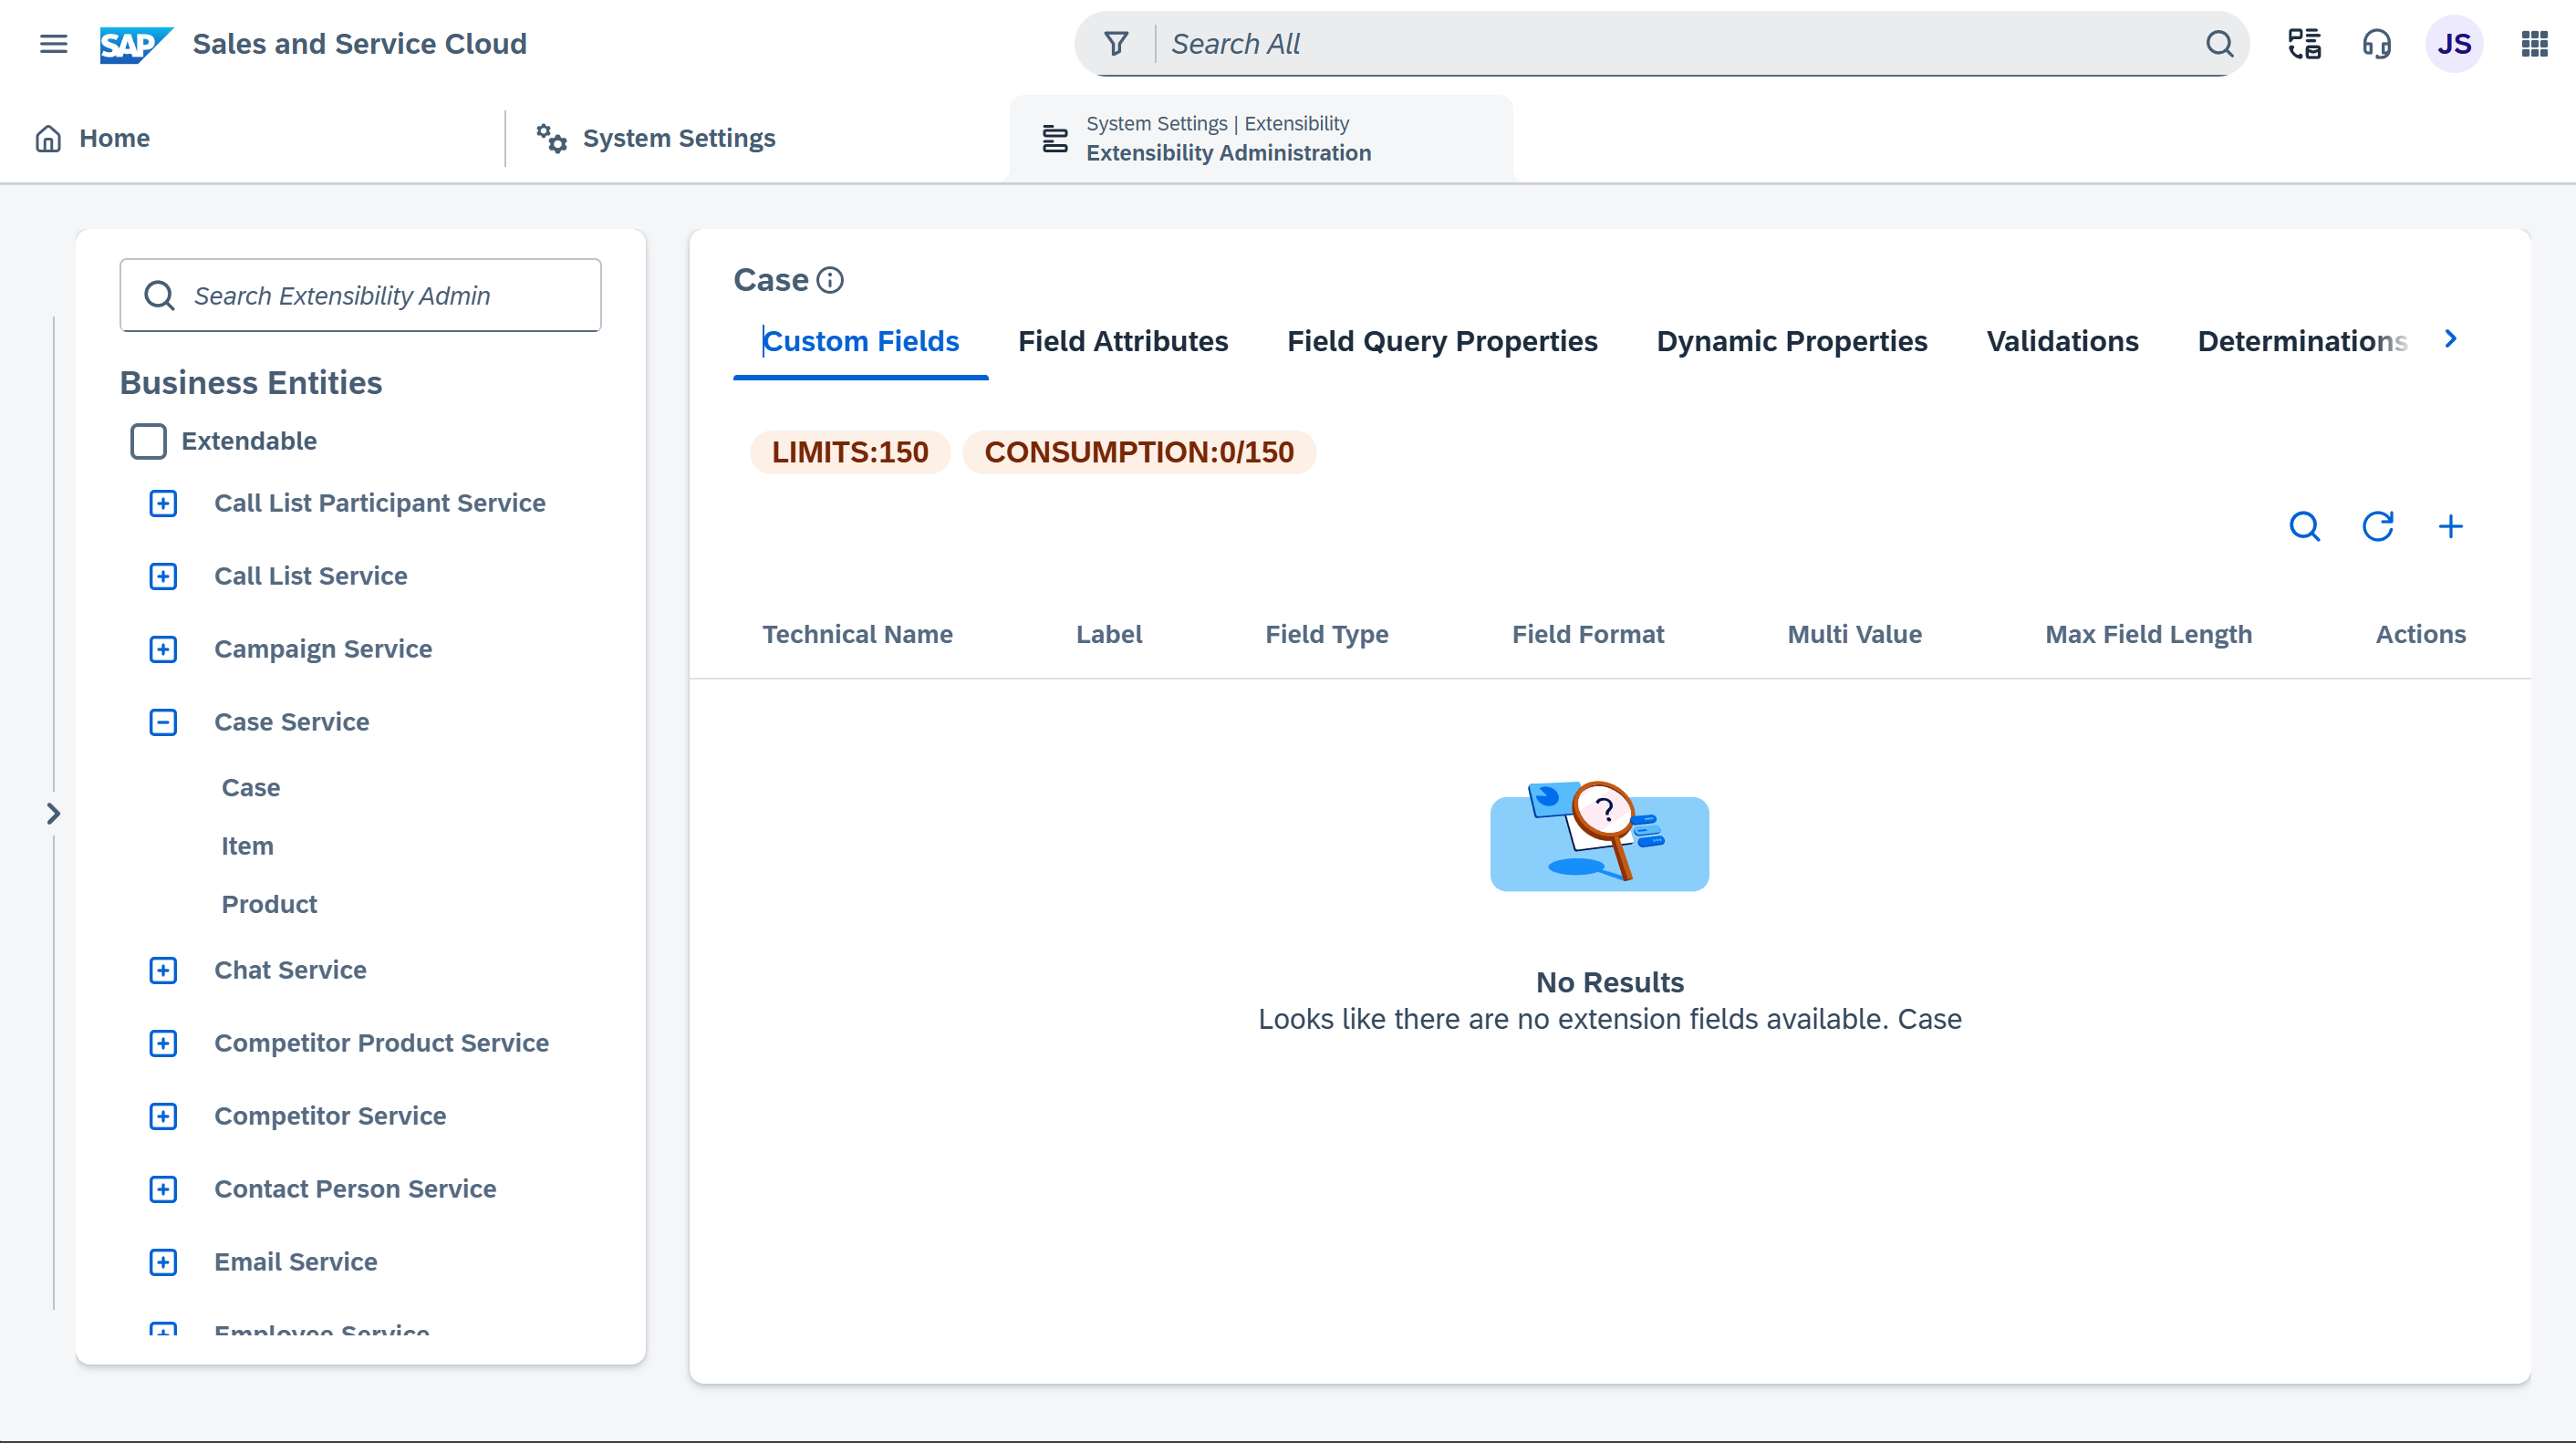 SAP Sales and Service Cloud
Search All
JS
Home
System Settings
System Settings | Extensibility
Extensibility Administration
Search Extensibility Admin
Business Entities
Extendable
Call List Participant Service
Call List Service
Campaign Service
Case Service
Case
Item
Product
Chat Service
Competitor Product Service
Competitor Service
Contact Person Service
Email Service
Employee Service
Case
Custom Fields Field Attributes Field Query Properties Dynamic Properties Validations Determinations
LIMITS:150 CONSUMPTION:0/150
Technical Name Label Field Type Field Format Multi Value Max Field Length Actions
?
No Results
Looks like there are no extension fields available. Case